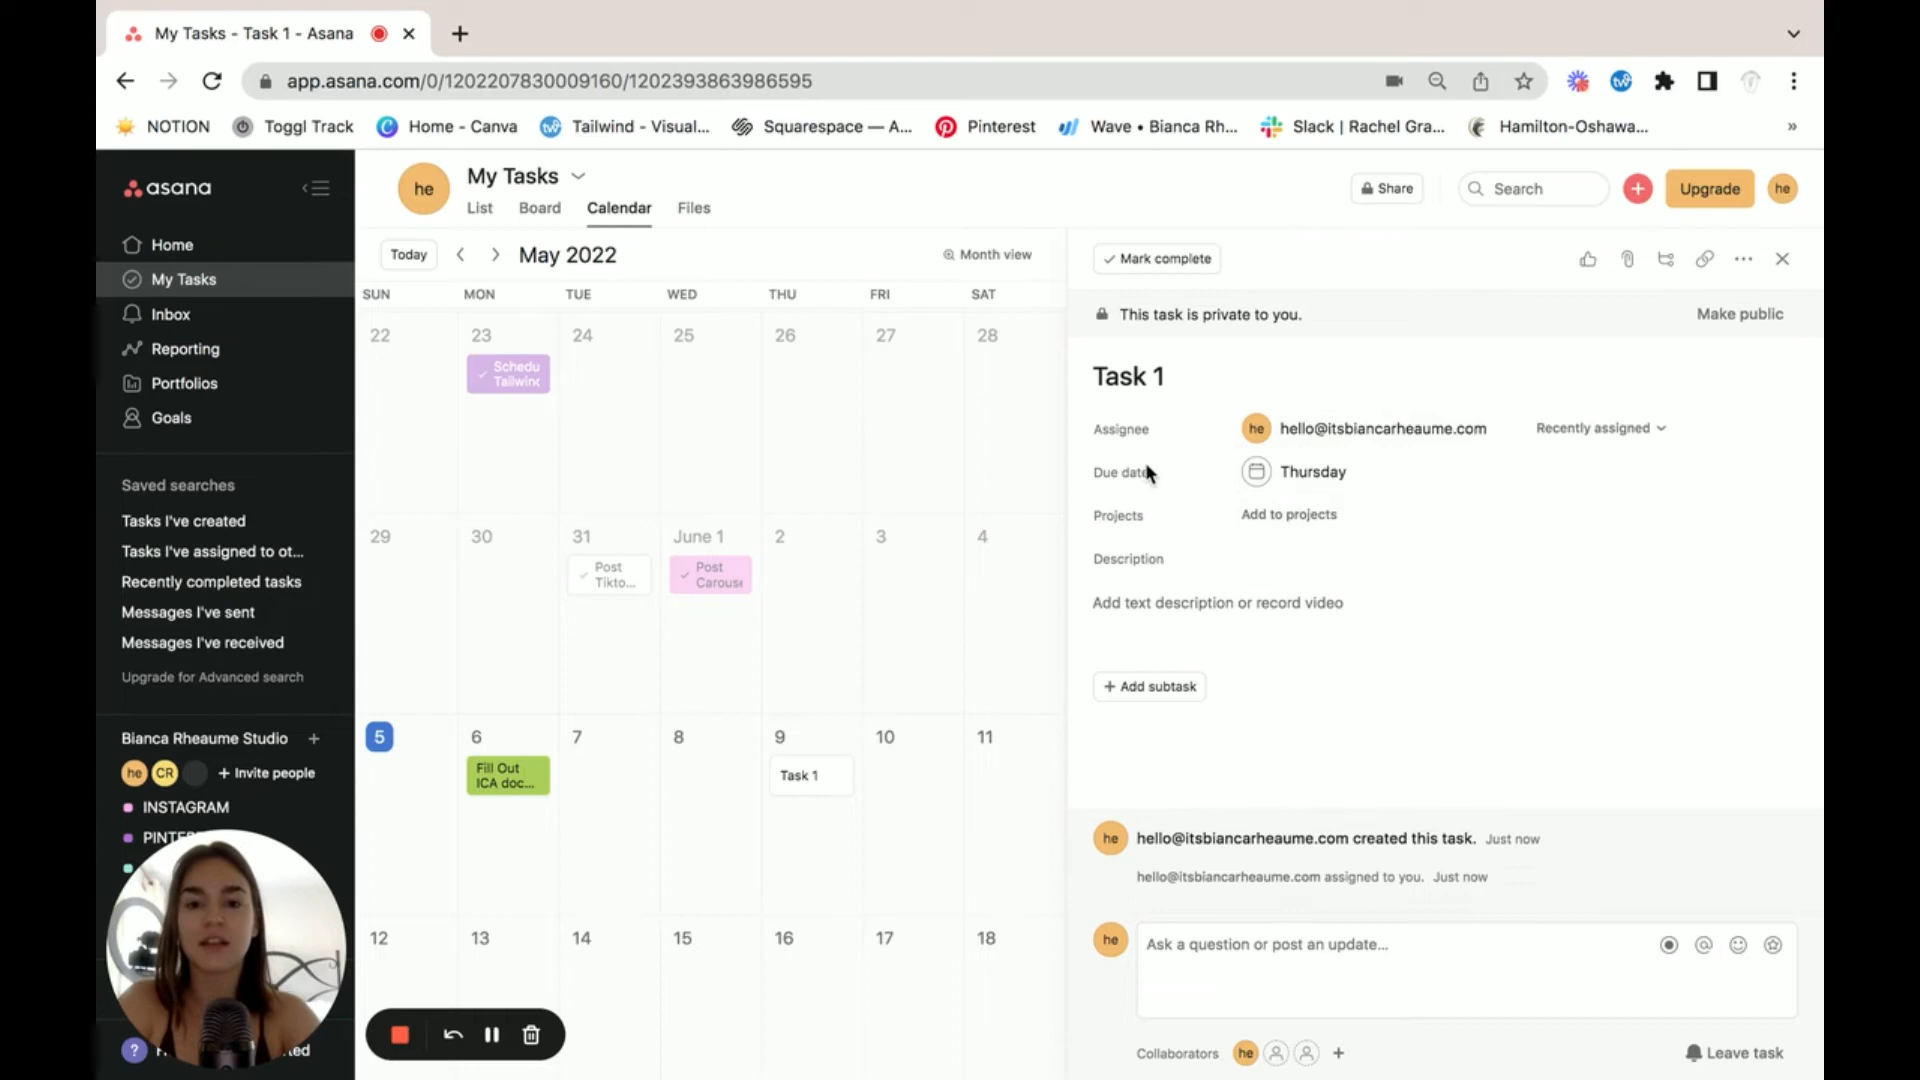 My Tasks - Task 1 - Asana
app.asana.com/0/1202207830009160/1202393863986595
NOTION
Toggl Track
Home - Canva
Tailwind - Visual...
Squarespace — A...
Pinterest
Wave • Bianca Rh...
Slack | Rachel Gra...
Hamilton-Oshawa...
»
asana
Home
My Tasks
Inbox
Reporting
Portfolios
Goals
Saved searches
Tasks I've created
Tasks I've assigned to ot...
Recently completed tasks
Messages I've sent
Messages I've received
Upgrade for Advanced search
Bianca Rheaume Studio +
he CR + Invite people
INSTAGRAM
?
he
My Tasks
List Board Calendar Files
Share
Search
Upgrade
he
Today
May 2022
Month view
SUN MON TUE WED THU FRI SAT
22 23 24 25 26 27 28
Schedu
Tailwinc
29 30 31 June 1 2 3 4
Post
Tikto...
Post
Carouse
5 6 7 8 9 10 11
Fill Out
ICA doc...
Task 1
12 13 14 15 16 17 18
Mark complete
This task is private to you.
Make public
Task 1
Assignee he hello@itsbiancarheaume.com Recently assigned
Due date Thursday
Projects Add to projects
Description
Add text description or record video
+ Add subtask
he hello@itsbiancarheaume.com created this task. Just now
hello@itsbiancarheaume.com assigned to you. Just now
he Ask a question or post an update...
Collaborators he +
Leave task